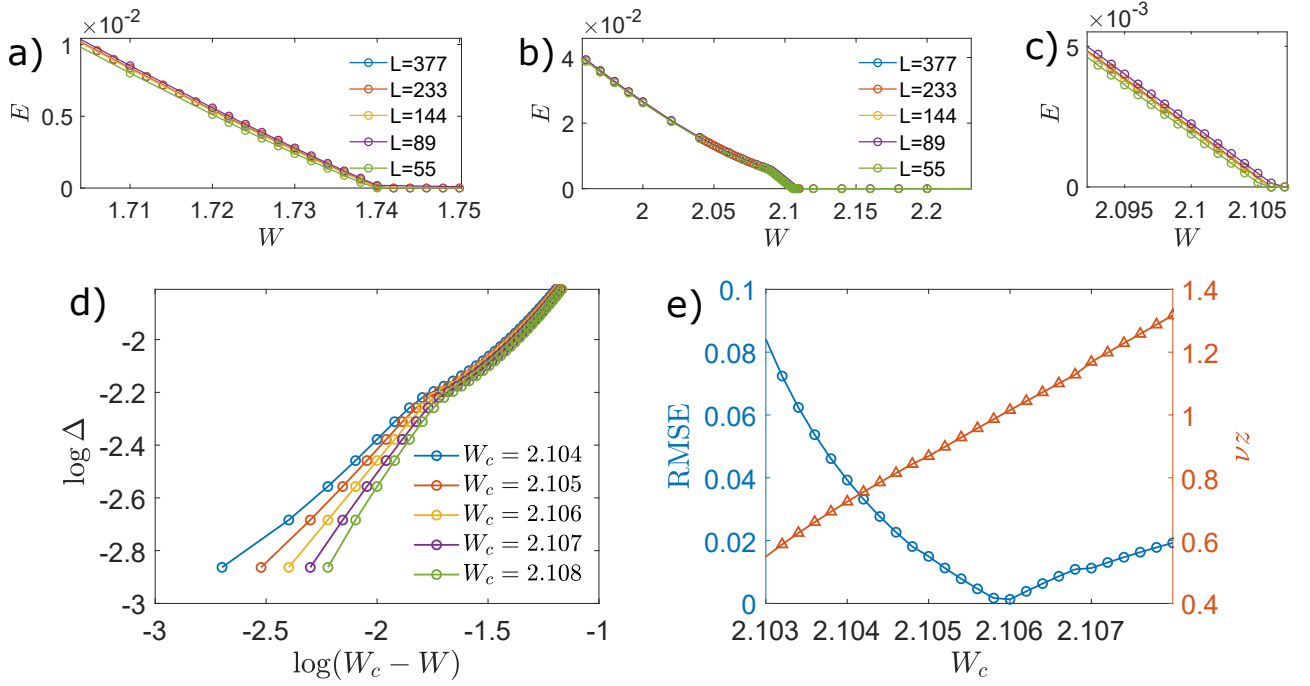 a)
×10⁻²
1
0.5
0
E
L=377
L=233
L=144
L=89
L=55
1.71 1.72 1.73 1.74 1.75
W
b)
×10⁻²
4
2
0
E
L=377
L=233
L=144
L=89
L=55
2 2.05 2.1 2.15 2.2
W
c)
×10⁻³
5
0
E
2.095 2.1 2.105
W
d)
-2
-2.2
-2.4
-2.6
-2.8
-3
log Δ
W_c = 2.104
W_c = 2.105
W_c = 2.106
W_c = 2.107
W_c = 2.108
-3 -2.5 -2 -1.5 -1
log(W_c − W)
e)
0.1
0.08
0.06
0.04
0.02
0
RMSE
1.4
1.2
1
0.8
0.6
0.4
νz
2.103 2.104 2.105 2.106 2.107
W_c